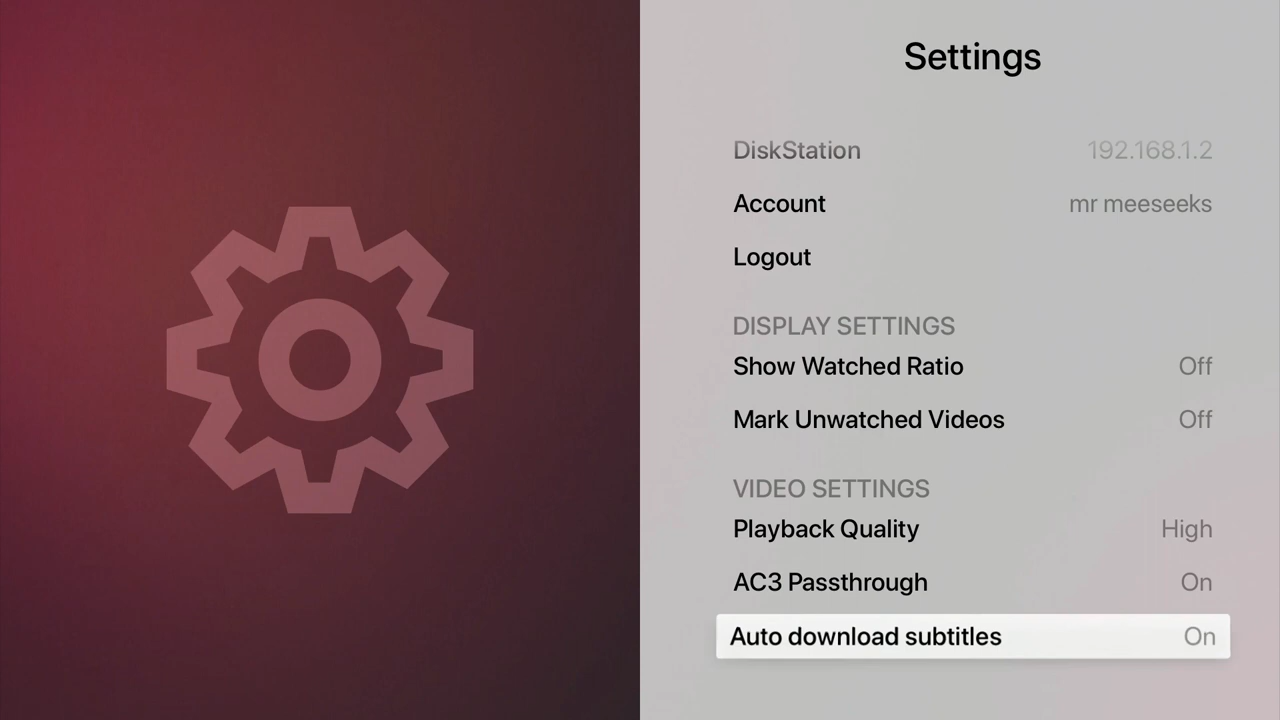 Settings
DiskStation 192.168.1.2
Account mr meeseeks
Logout
DISPLAY SETTINGS
Show Watched Ratio Off
Mark Unwatched Videos Off
VIDEO SETTINGS
Playback Quality High
AC3 Passthrough On
Auto download subtitles On